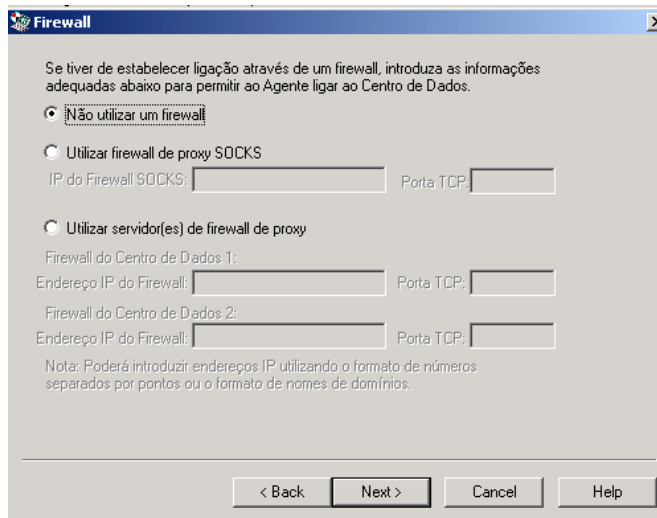 Firewall
Se tiver de estabelecer ligação através de um firewall, introduza as informações
adequadas abaixo para permitir ao Agente ligar ao Centro de Dados.
Não utilizar um firewall
Utilizar firewall de proxy SOCKS
IP do Firewall SOCKS: Porta TCP:
Utilizar servidor(es) de firewall de proxy
Firewall do Centro de Dados 1:
Endereço IP do Firewall: Porta TCP:
Firewall do Centro de Dados 2:
Endereço IP do Firewall: Porta TCP:
Nota: Poderá introduzir endereços IP utilizando o formato de números
separados por pontos ou o formato de nomes de domínios.
< Back Next > Cancel Help